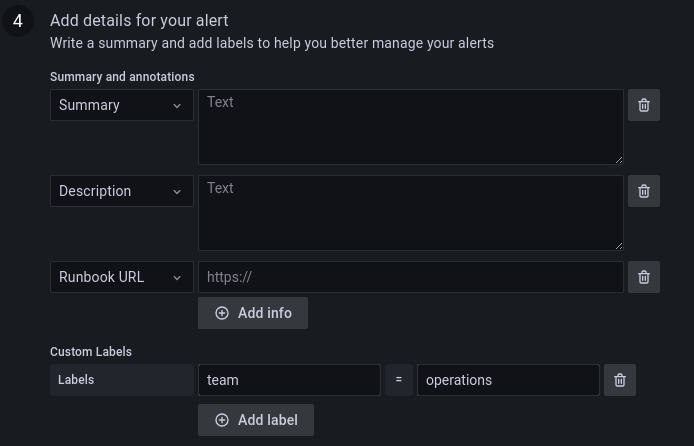 4 Add details for your alert
Write a summary and add labels to help you better manage your alerts
Summary and annotations
Summary Text
Description Text
Runbook URL https://
Add info
Custom Labels
Labels team = operations
Add label